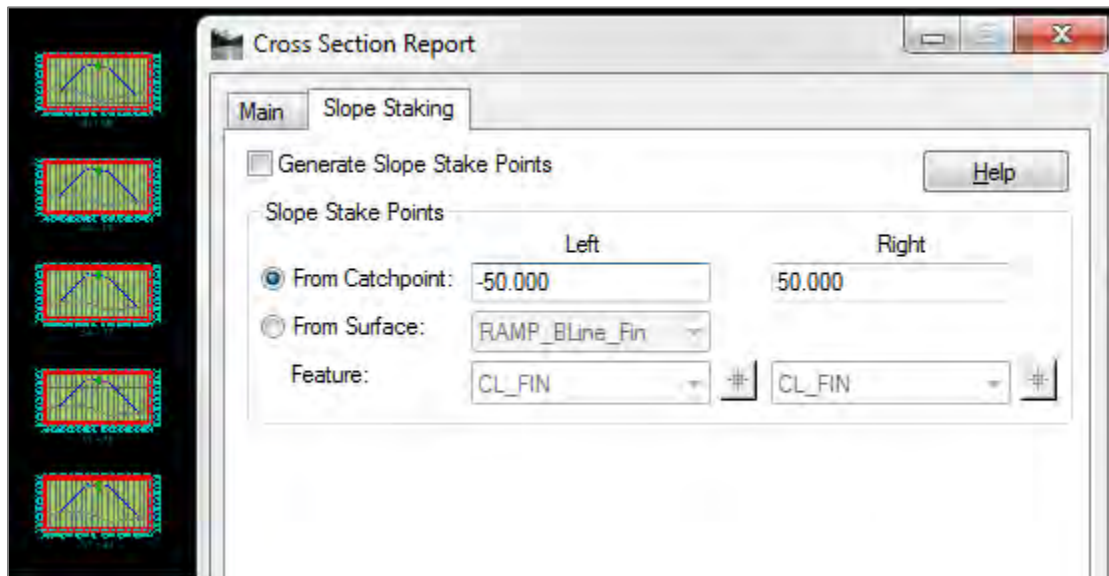 Cross Section Report
Main Slope Staking
Generate Slope Stake Points Help
Slope Stake Points
Left Right
From Catchpoint: -50.000 50.000
From Surface: RAMP_BLine_Fin
Feature: CL_FIN CL_FIN